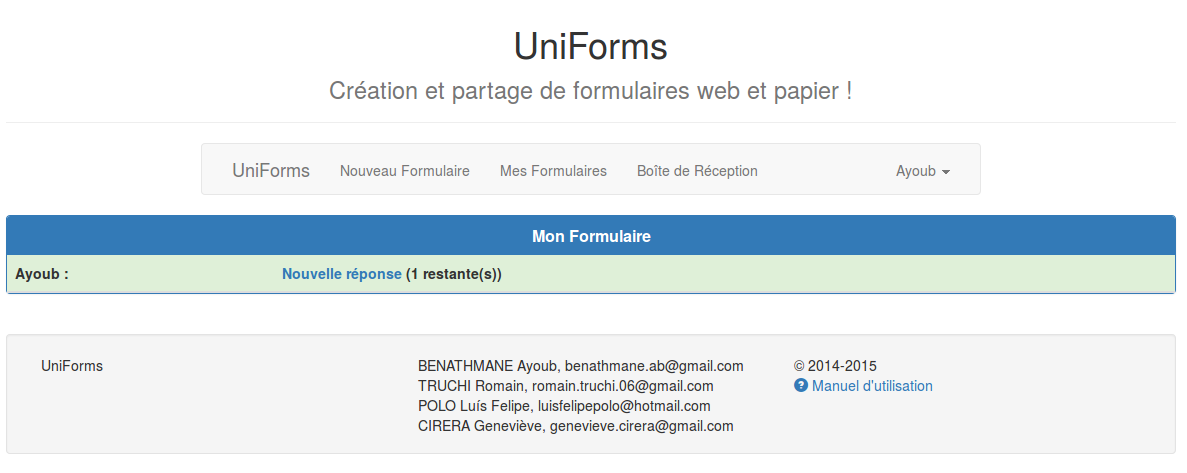 UniForms
Création et partage de formulaires web et papier !
UniForms Nouveau Formulaire Mes Formulaires Boîte de Réception Ayoub
Mon Formulaire
Ayoub : Nouvelle réponse (1 restante(s))
UniForms
BENATHMANE Ayoub, benathmane.ab@gmail.com
TRUCHI Romain, romain.truchi.06@gmail.com
POLO Luís Felipe, luisfelipepolo@hotmail.com
CIRERA Geneviève, genevieve.cirera@gmail.com
© 2014-2015
Manuel d'utilisation